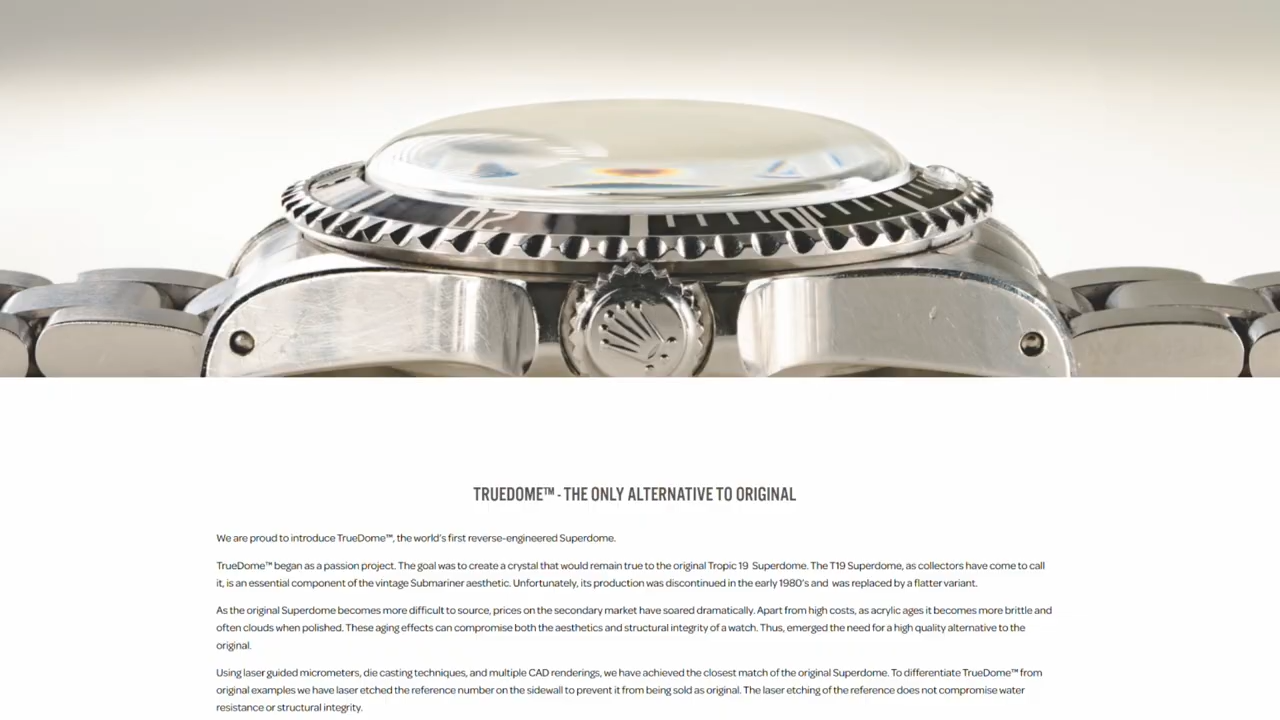 20
10
TRUEDOME™ - THE ONLY ALTERNATIVE TO ORIGINAL
We are proud to introduce TrueDome™, the world's first reverse-engineered Superdome.
TrueDome™ began as a passion project. The goal was to create a crystal that would remain true to the original Tropic 19 Superdome. The T19 Superdome, as collectors have come to call
it, is an essential component of the vintage Submariner aesthetic. Unfortunately, its production was discontinued in the early 1980's and was replaced by a flatter variant.
As the original Superdome becomes more difficult to source, prices on the secondary market have soared dramatically. Apart from high costs, as acrylic ages it becomes more brittle and
often clouds when polished. These aging effects can compromise both the aesthetics and structural integrity of a watch. Thus, emerged the need for a high quality alternative to the
original.
Using laser guided micrometers, die casting techniques, and multiple CAD renderings, we have achieved the closest match of the original Superdome. To differentiate TrueDome™ from
original examples we have laser etched the reference number on the sidewall to prevent it from being sold as original. The laser etching of the reference does not compromise water
resistance or structural integrity.